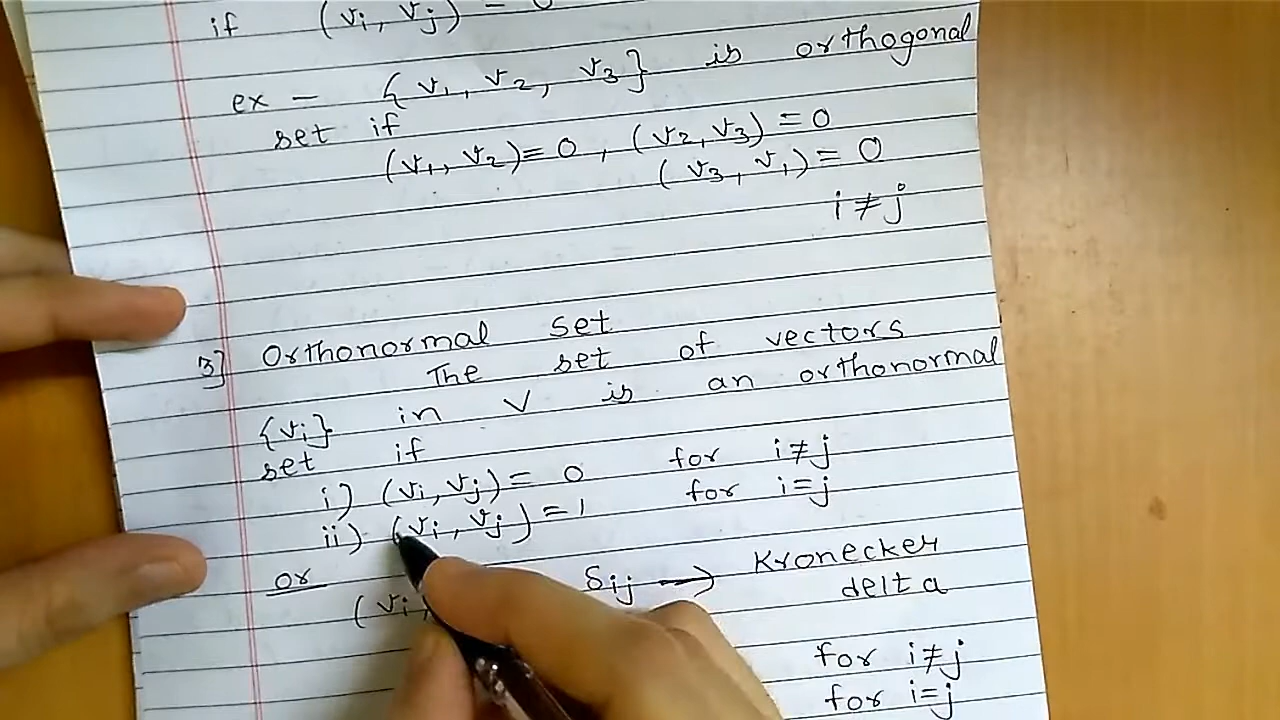 if (vi, vj) =
ex - {v1, v2, v3} is orthogonal
set if
(v1, v2) = 0, (v2, v3) = 0
(v3, v1) = 0
i ≠ j
3] Orthonormal set
The set of vectors
{vi} in V is an orthonormal
set if
i) (vi, vj) = 0 for i ≠ j
ii) (vi, vj) = 1 for i = j
or
(vi, δij → Kronecker
delta
for i ≠ j
for i = j